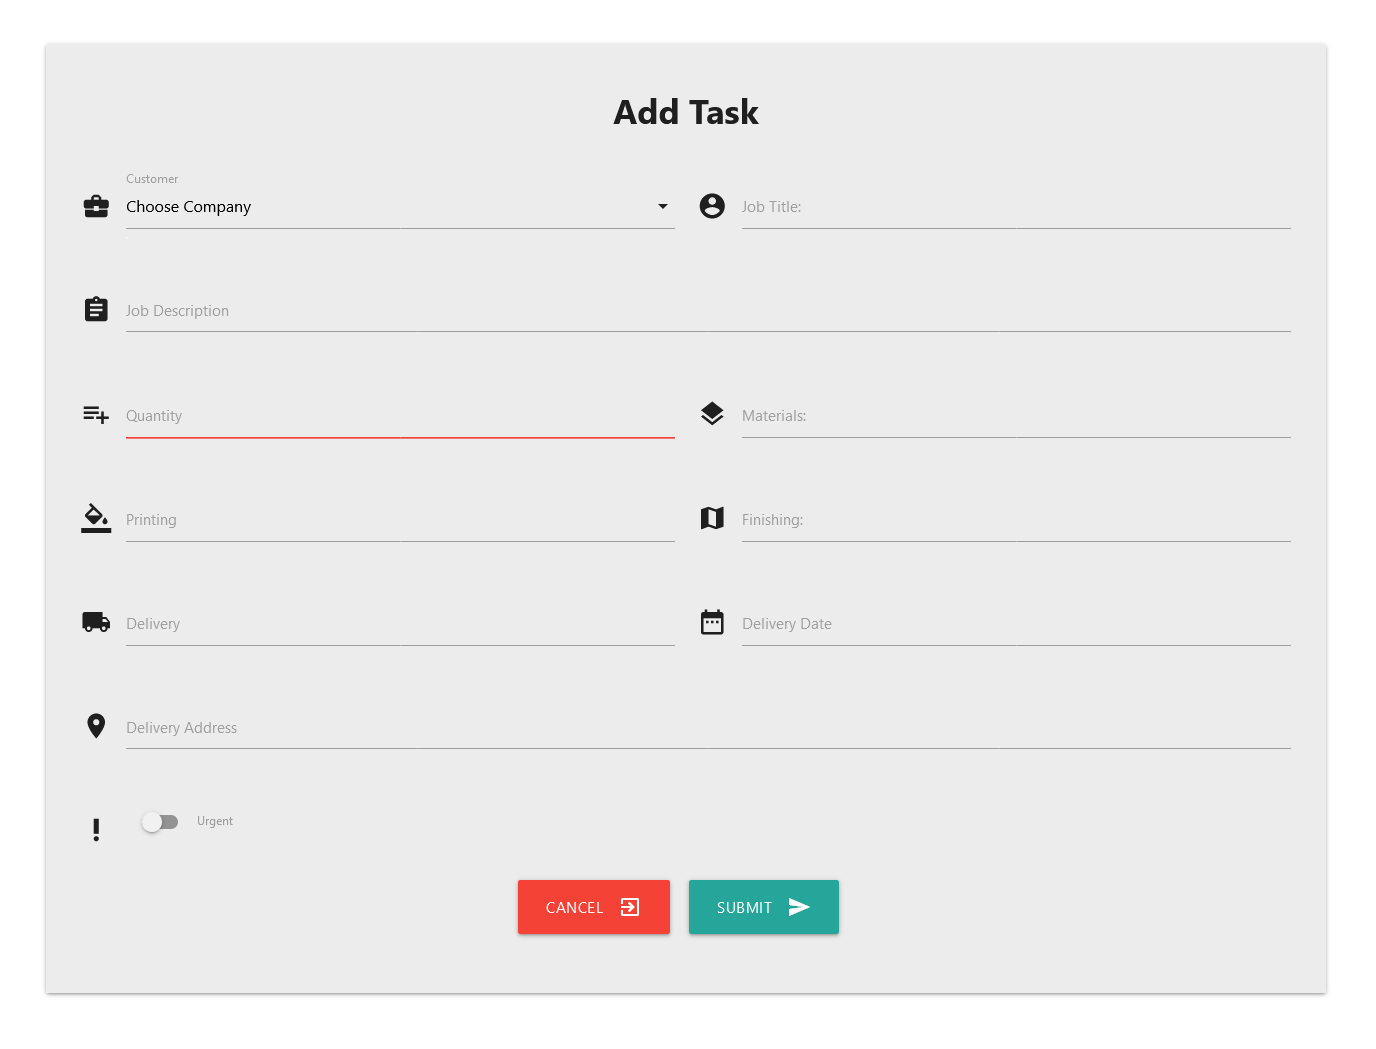 Add Task
Customer
Choose Company
Job Title:
Job Description
Quantity
Materials:
Printing
Finishing:
Delivery
Delivery Date
Delivery Address
Urgent
CANCEL
SUBMIT